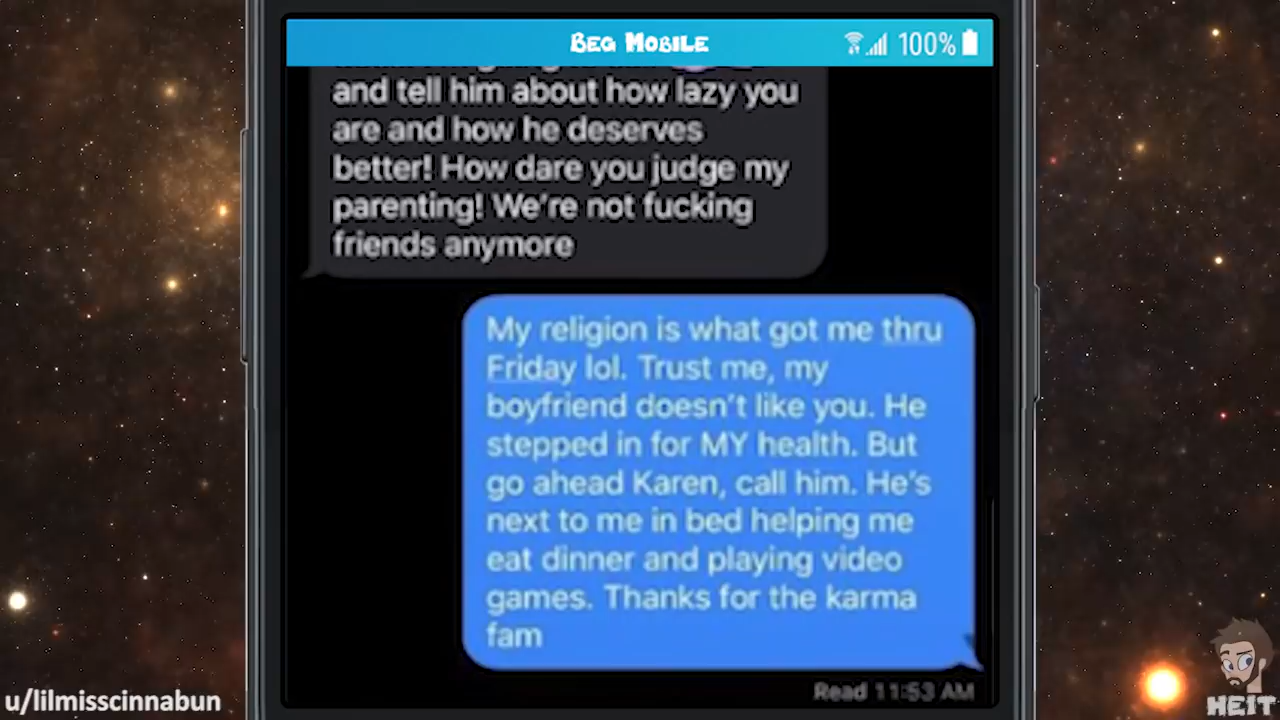 Beg Mobile
100%
and tell him about how lazy you
are and how he deserves
better! How dare you judge my
parenting! We're not fucking
friends anymore
My religion is what got me thru
Friday lol. Trust me, my
boyfriend doesn't like you. He
stepped in for MY health. But
go ahead Karen, call him. He's
next to me in bed helping me
eat dinner and playing video
games. Thanks for the karma
fam
Read 11:53 AM
u/lilmisscinnabun
HEIT